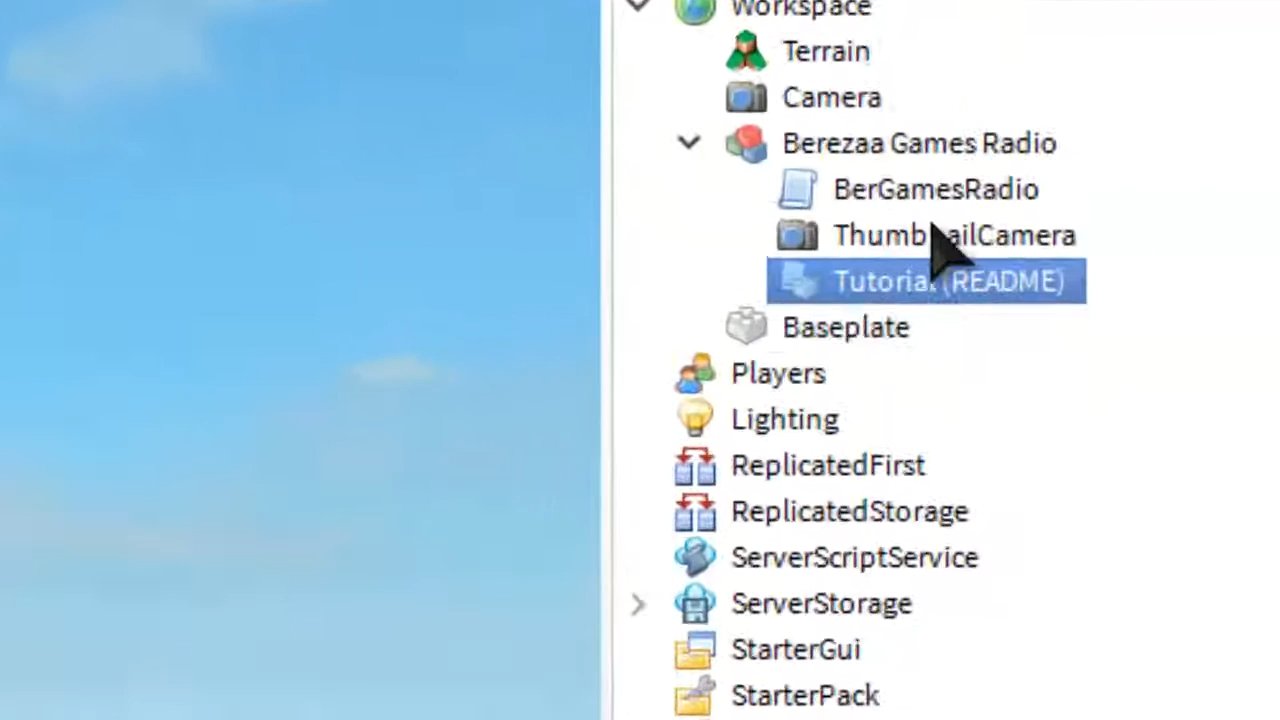 Workspace
Terrain
Camera
Berezaa Games Radio
BerGamesRadio
ThumbnailCamera
Tutorial (README)
Baseplate
Players
Lighting
ReplicatedFirst
ReplicatedStorage
ServerScriptService
ServerStorage
StarterGui
StarterPack